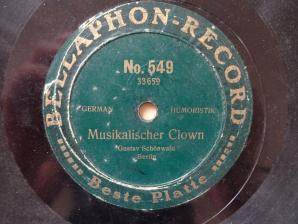 BELLAPHON-RECORD
No. 549
33659
GERMAN HUMORISTIK
Musikalischer Clown
Gustav Schönwald
Berlin
Beste Platte